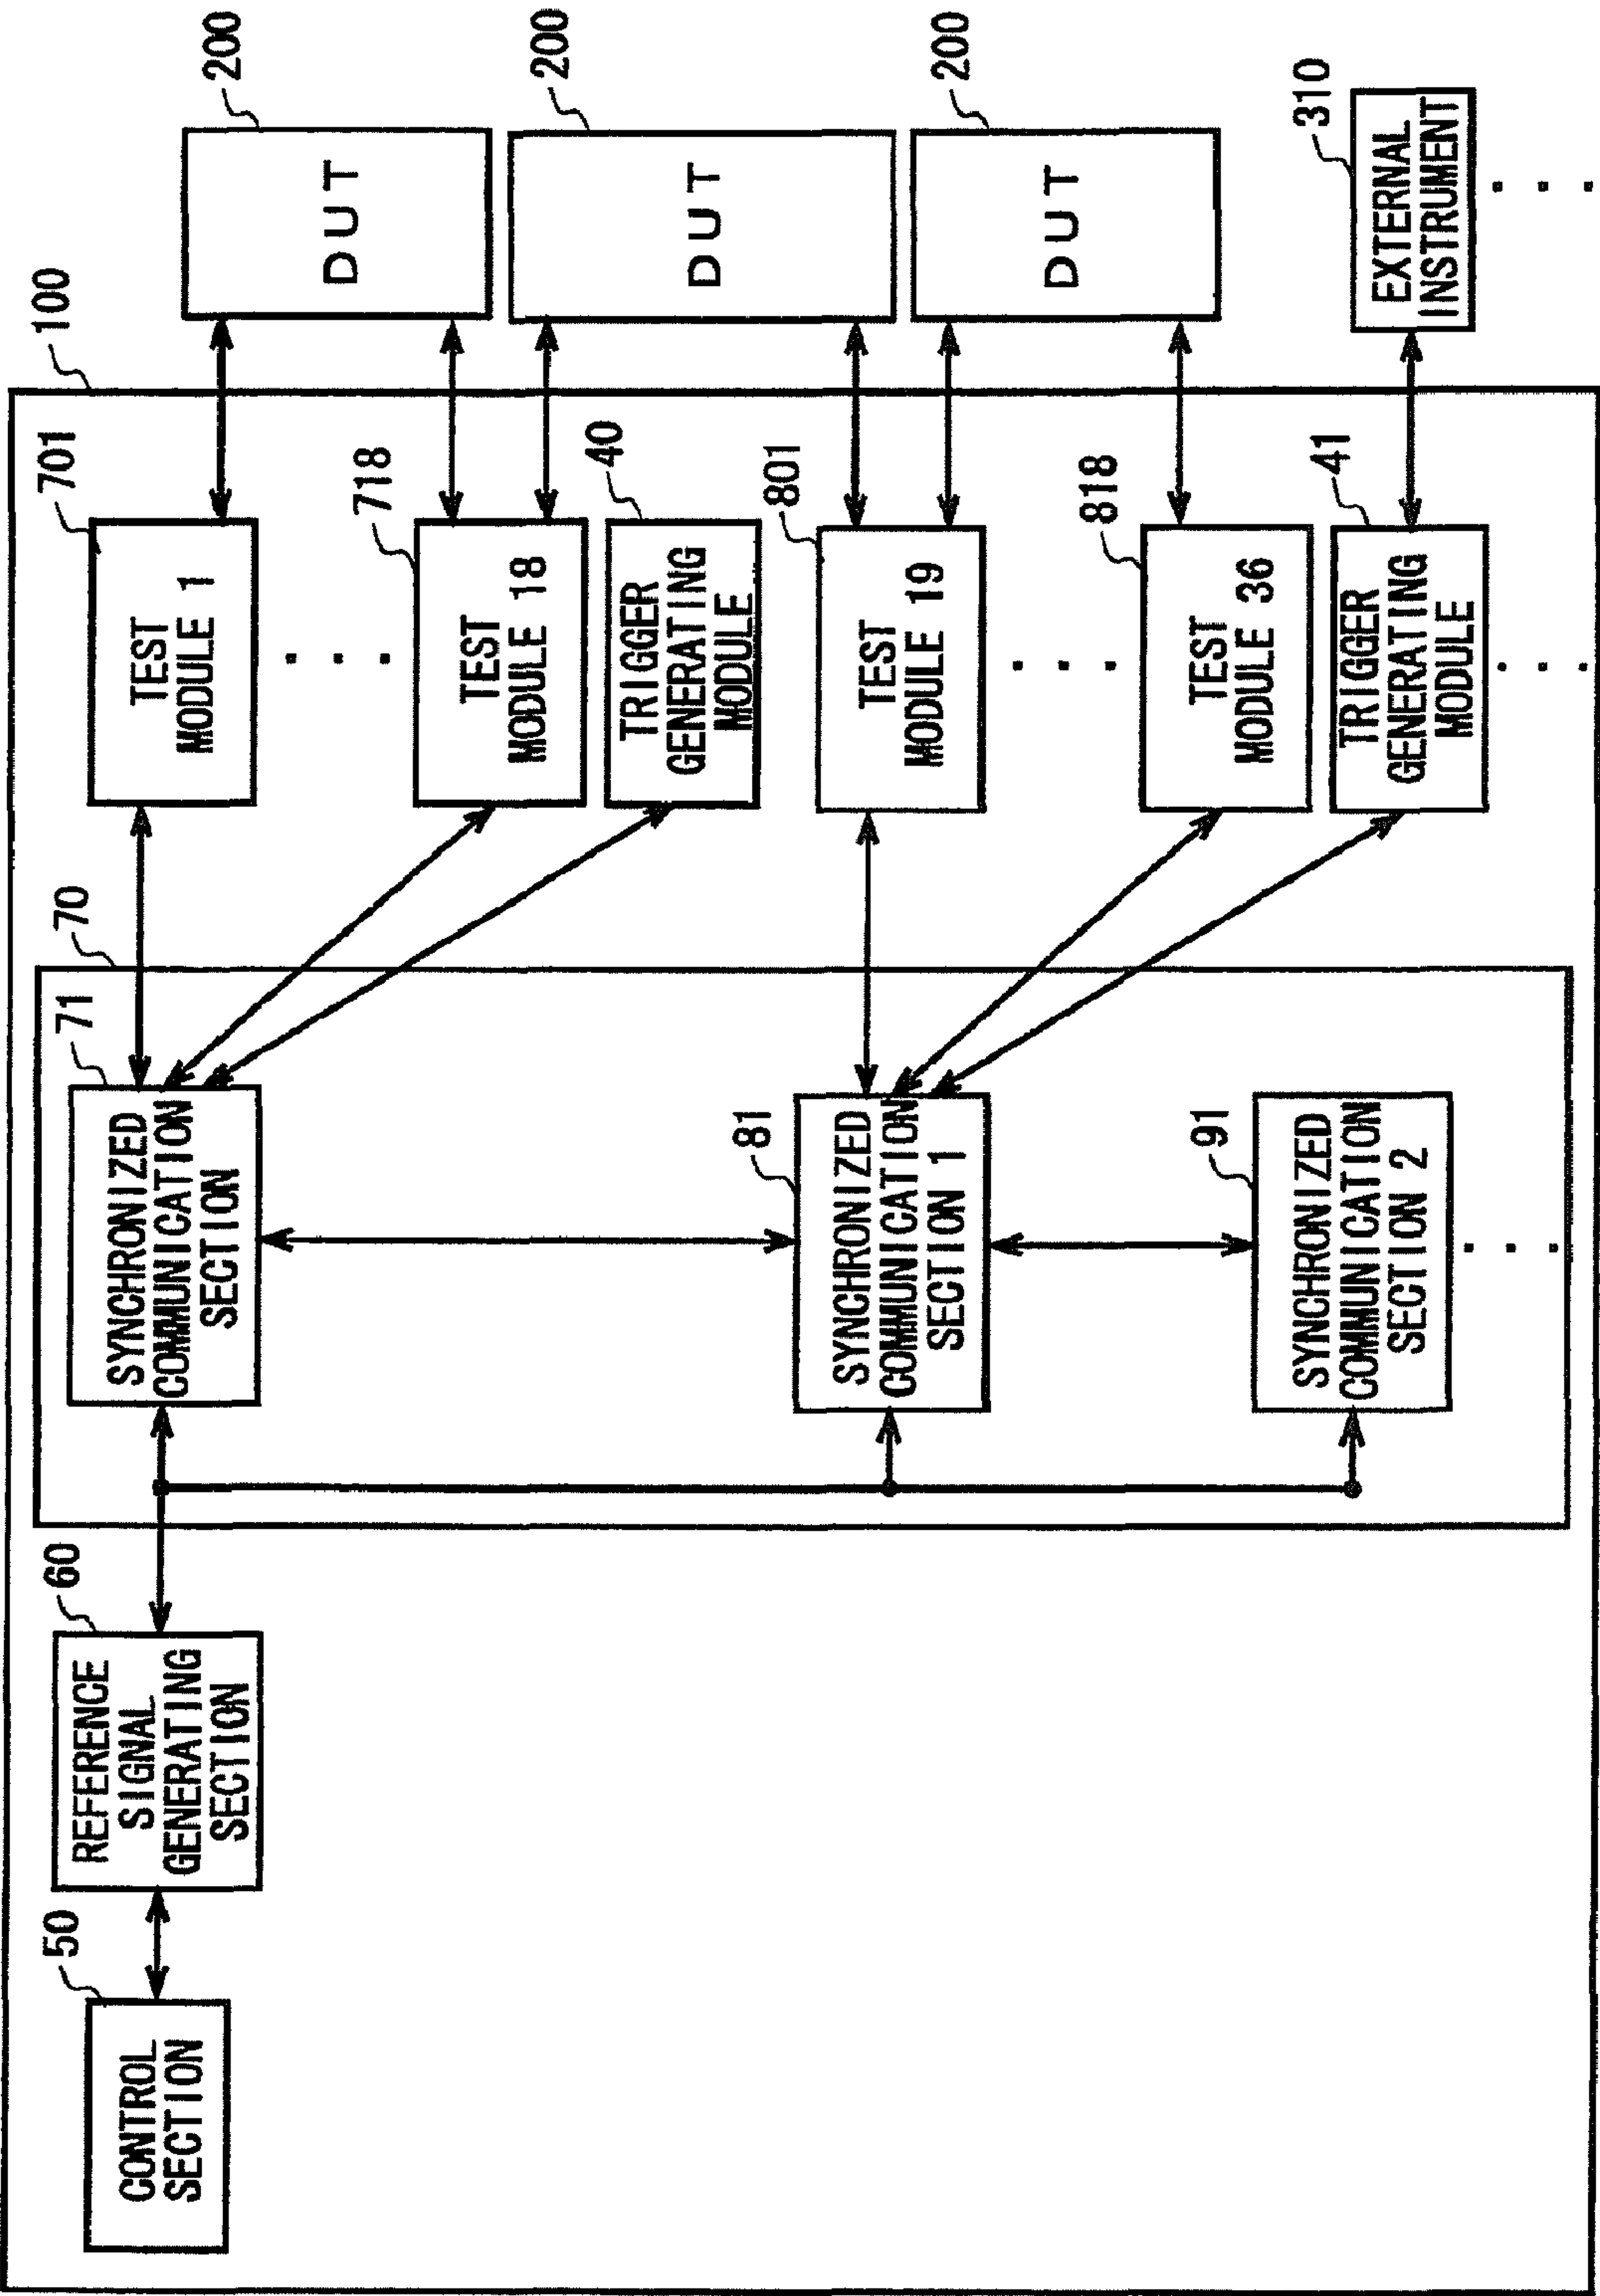 100
50
CONTROL
SECTION
60
REFERENCE
SIGNAL
GENERATING
SECTION
70
71
SYNCHRONIZED
COMMUNICATION
SECTION
81
SYNCHRONIZED
COMMUNICATION
SECTION 1
91
SYNCHRONIZED
COMMUNICATION
SECTION 2
701
TEST
MODULE 1
718
TEST
MODULE 18
40
TRIGGER
GENERATING
MODULE
801
TEST
MODULE 19
818
TEST
MODULE 36
41
TRIGGER
GENERATING
MODULE
200
DUT
200
DUT
200
DUT
310
EXTERNAL
INSTRUMENT